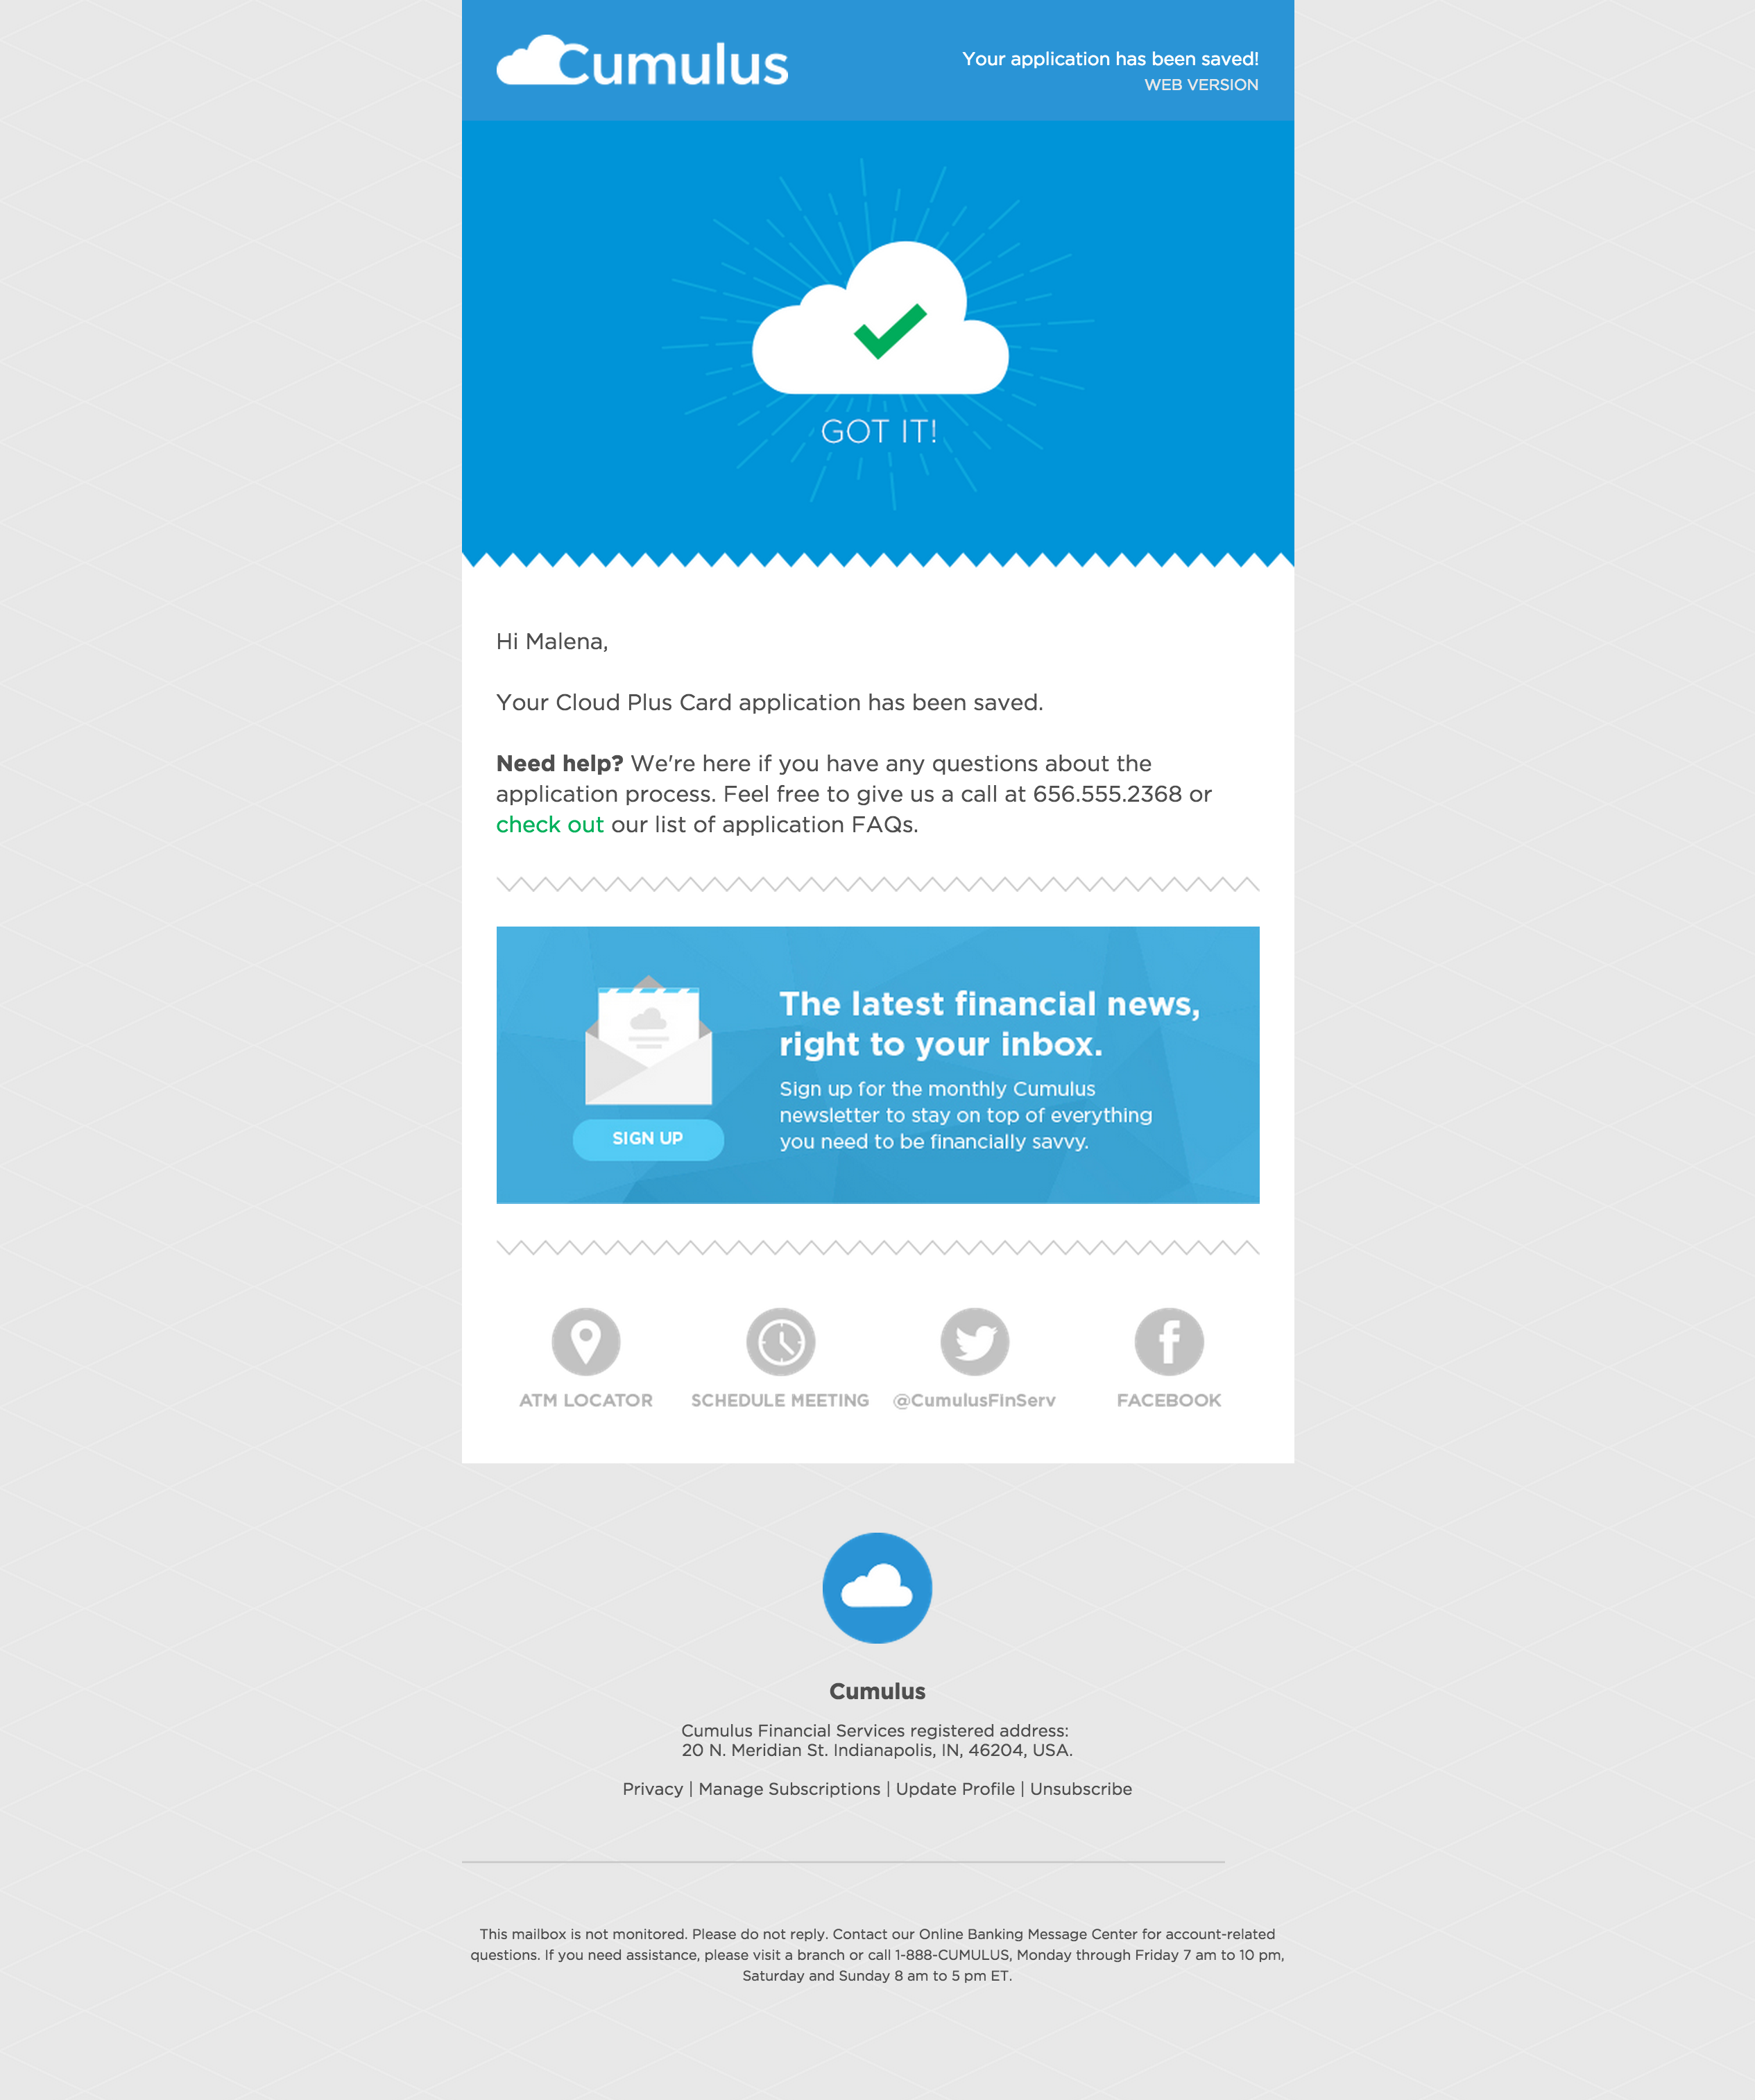 Cumulus
Your application has been saved!
WEB VERSION
GOT IT!
Hi Malena,
Your Cloud Plus Card application has been saved.
Need help? We're here if you have any questions about the
application process. Feel free to give us a call at 656.555.2368 or
check out our list of application FAQs.
The latest financial news,
right to your inbox.
Sign up for the monthly Cumulus
newsletter to stay on top of everything
you need to be financially savvy.
SIGN UP
ATM LOCATOR
SCHEDULE MEETING
@CumulusFinServ
FACEBOOK
Cumulus
Cumulus Financial Services registered address:
20 N. Meridian St. Indianapolis, IN, 46204, USA.
Privacy | Manage Subscriptions | Update Profile | Unsubscribe
This mailbox is not monitored. Please do not reply. Contact our Online Banking Message Center for account-related
questions. If you need assistance, please visit a branch or call 1-888-CUMULUS, Monday through Friday 7 am to 10 pm,
Saturday and Sunday 8 am to 5 pm ET.